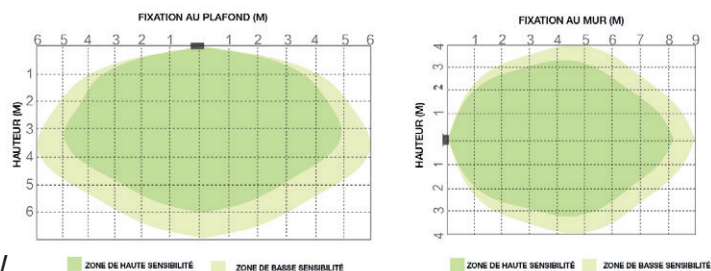 FIXATION AU PLAFOND (M)
6 5 4 3 2 1 1 2 3 4 5 6
HAUTEUR (M)
1
2
3
4
5
6
ZONE DE HAUTE SENSIBILITÉ ZONE DE BASSE SENSIBILITÉ
FIXATION AU MUR (M)
1 2 3 4 5 6 7 8 9
HAUTEUR (M)
4
3
2
1
1
2
3
4
ZONE DE HAUTE SENSIBILITÉ ZONE DE BASSE SENSIBILITÉ
/